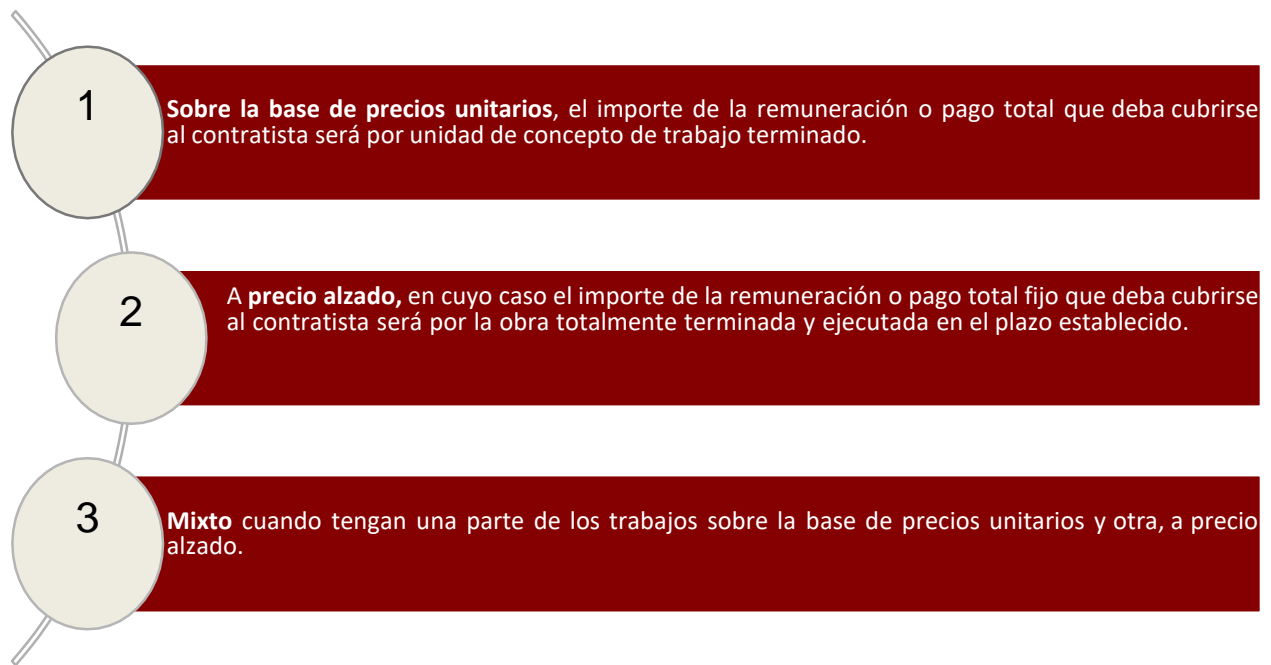 1
Sobre la base de precios unitarios, el importe de la remuneración o pago total que deba cubrirse
al contratista será por unidad de concepto de trabajo terminado.
2
A precio alzado, en cuyo caso el importe de la remuneración o pago total fijo que deba cubrirse
al contratista será por la obra totalmente terminada y ejecutada en el plazo establecido.
3
Mixto cuando tengan una parte de los trabajos sobre la base de precios unitarios y otra, a precio
alzado.